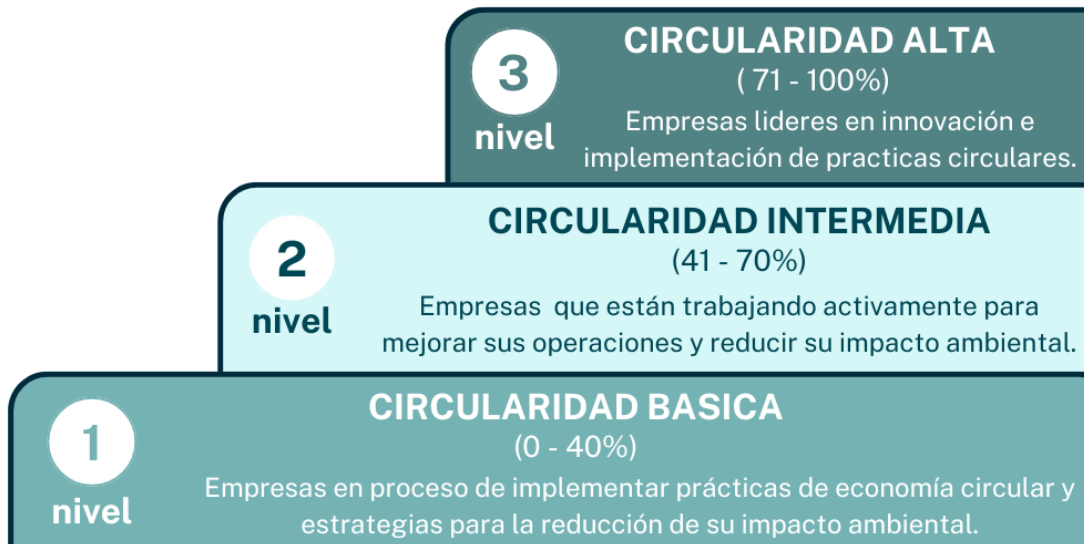 3
nivel
CIRCULARIDAD ALTA
( 71 - 100%)
Empresas lideres en innovación e
implementación de practicas circulares.
2
nivel
CIRCULARIDAD INTERMEDIA
(41 - 70%)
Empresas  que están trabajando activamente para
mejorar sus operaciones y reducir su impacto ambiental.
1
nivel
CIRCULARIDAD BASICA
(0 - 40%)
Empresas en proceso de implementar prácticas de economía circular y
estrategias para la reducción de su impacto ambiental.